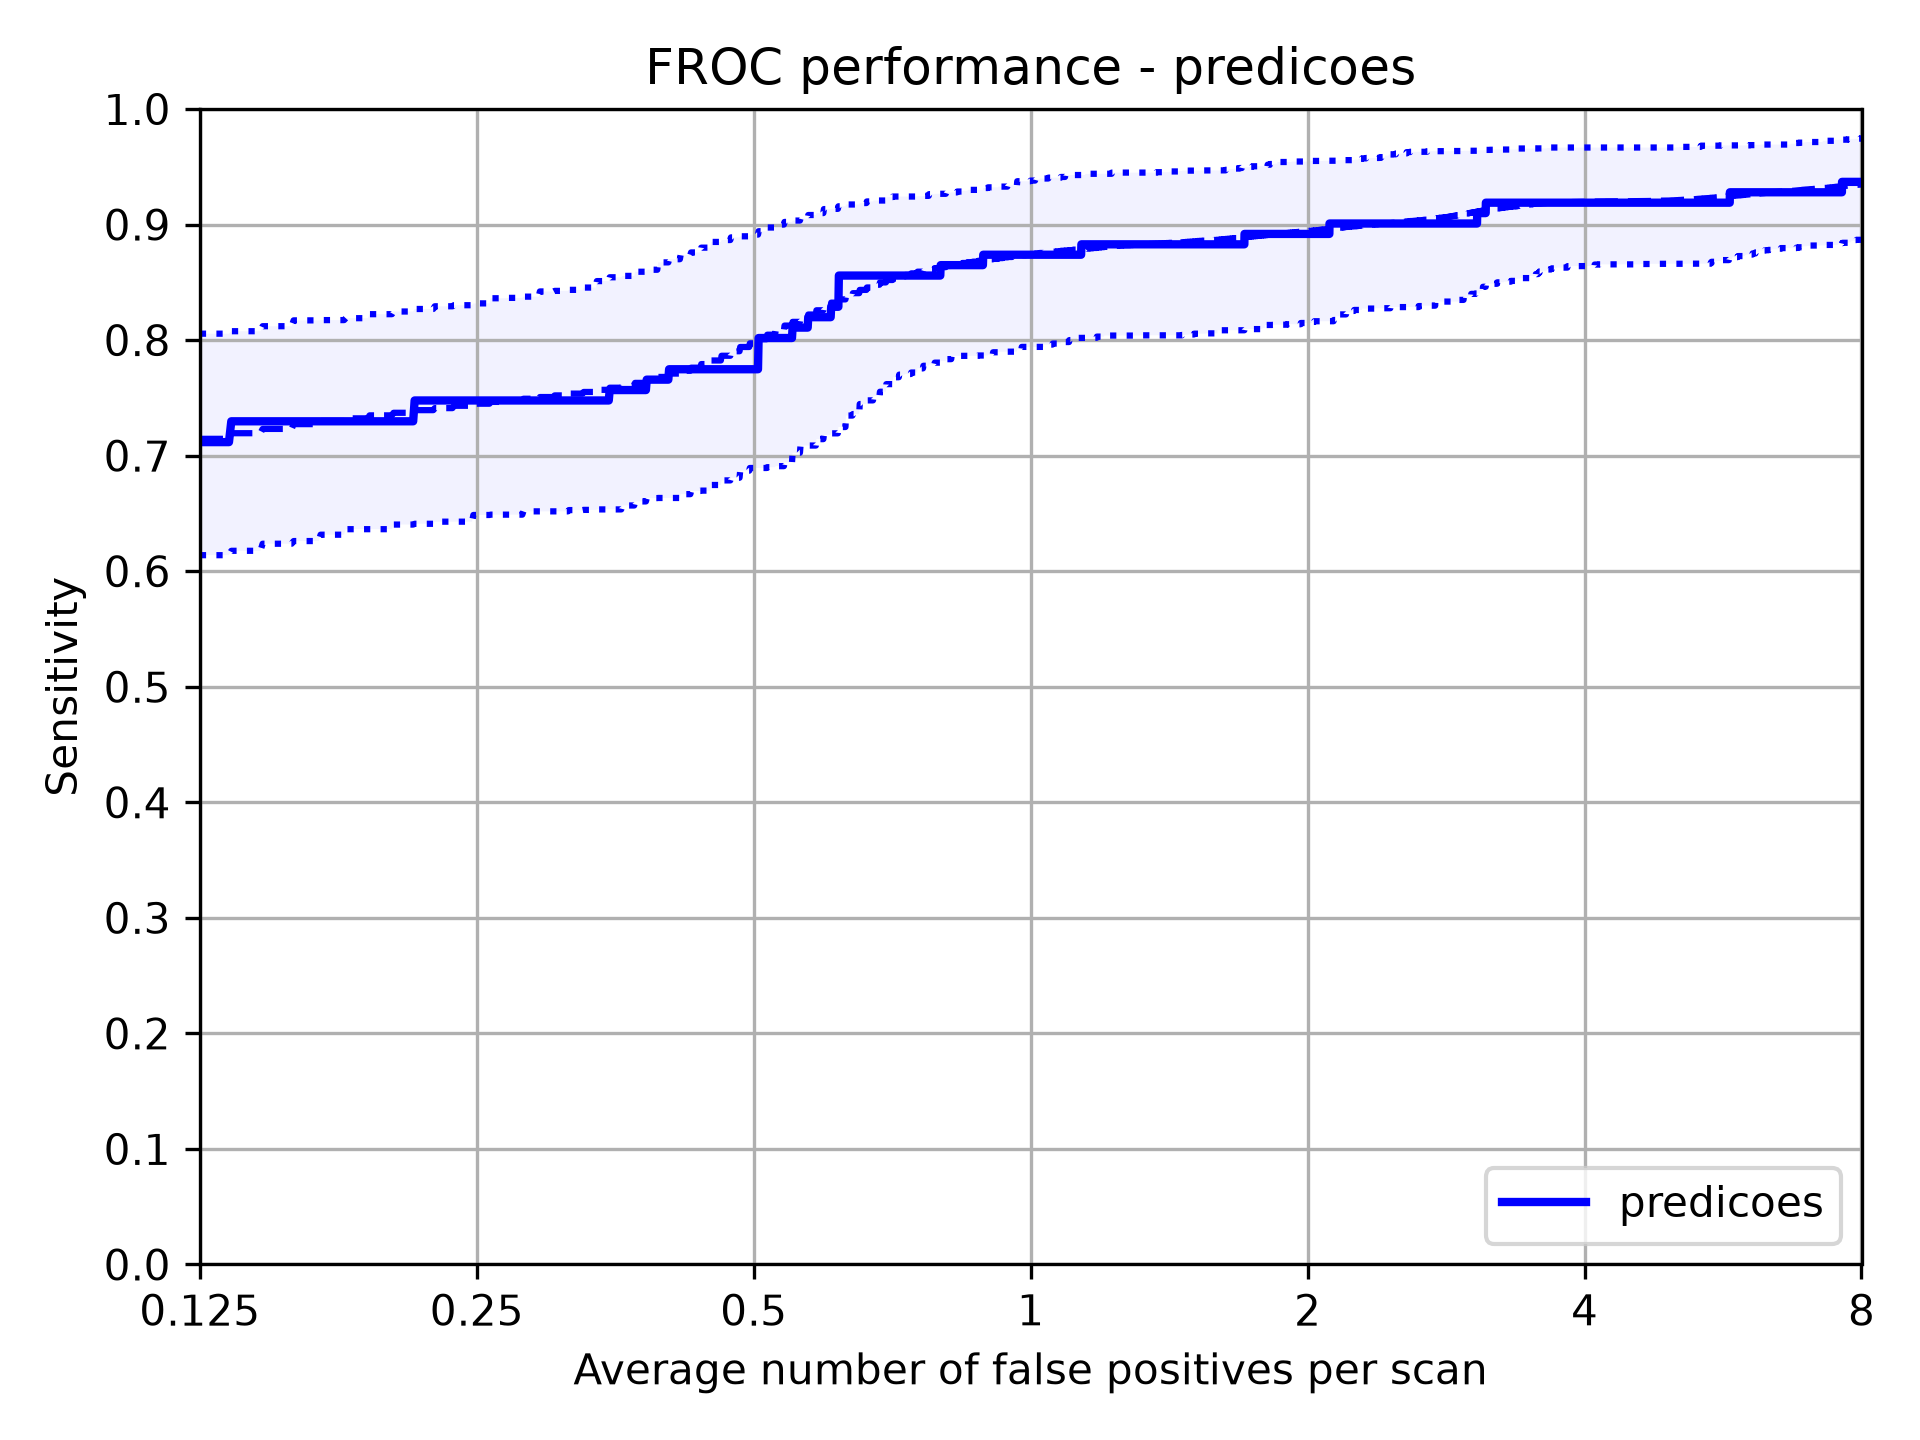 FROC performance - predicoes
1.0
0.9
0.8
0.7
0.6
0.5
0.4
0.3
0.2
0.1
0.0
Sensitivity
predicoes
0.125 0.25 0.5 1 2 4 8
Average number of false positives per scan